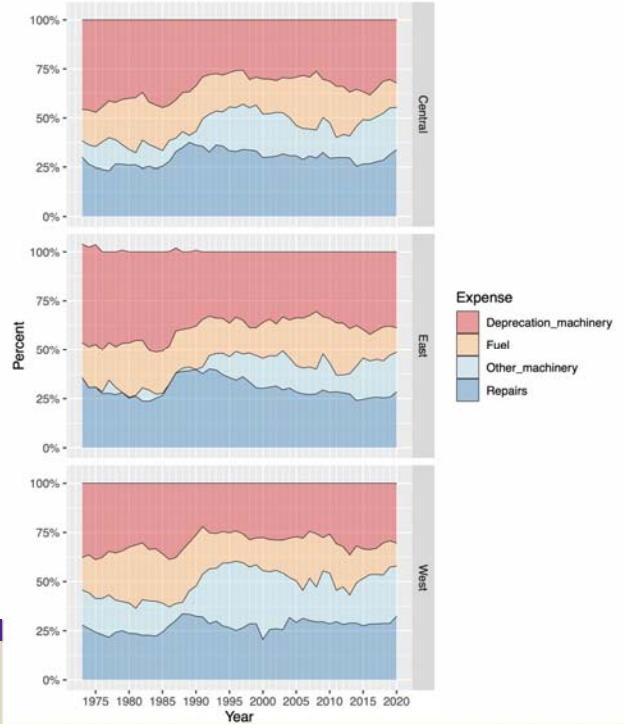 100%
75%
50%
25%
0%
Central
100%
75%
50%
25%
0%
East
100%
75%
50%
25%
0%
West
Percent
1975 1980 1985 1990 1995 2000 2005 2010 2015 2020
Year
Expense
Deprecation_machinery
Fuel
Other_machinery
Repairs